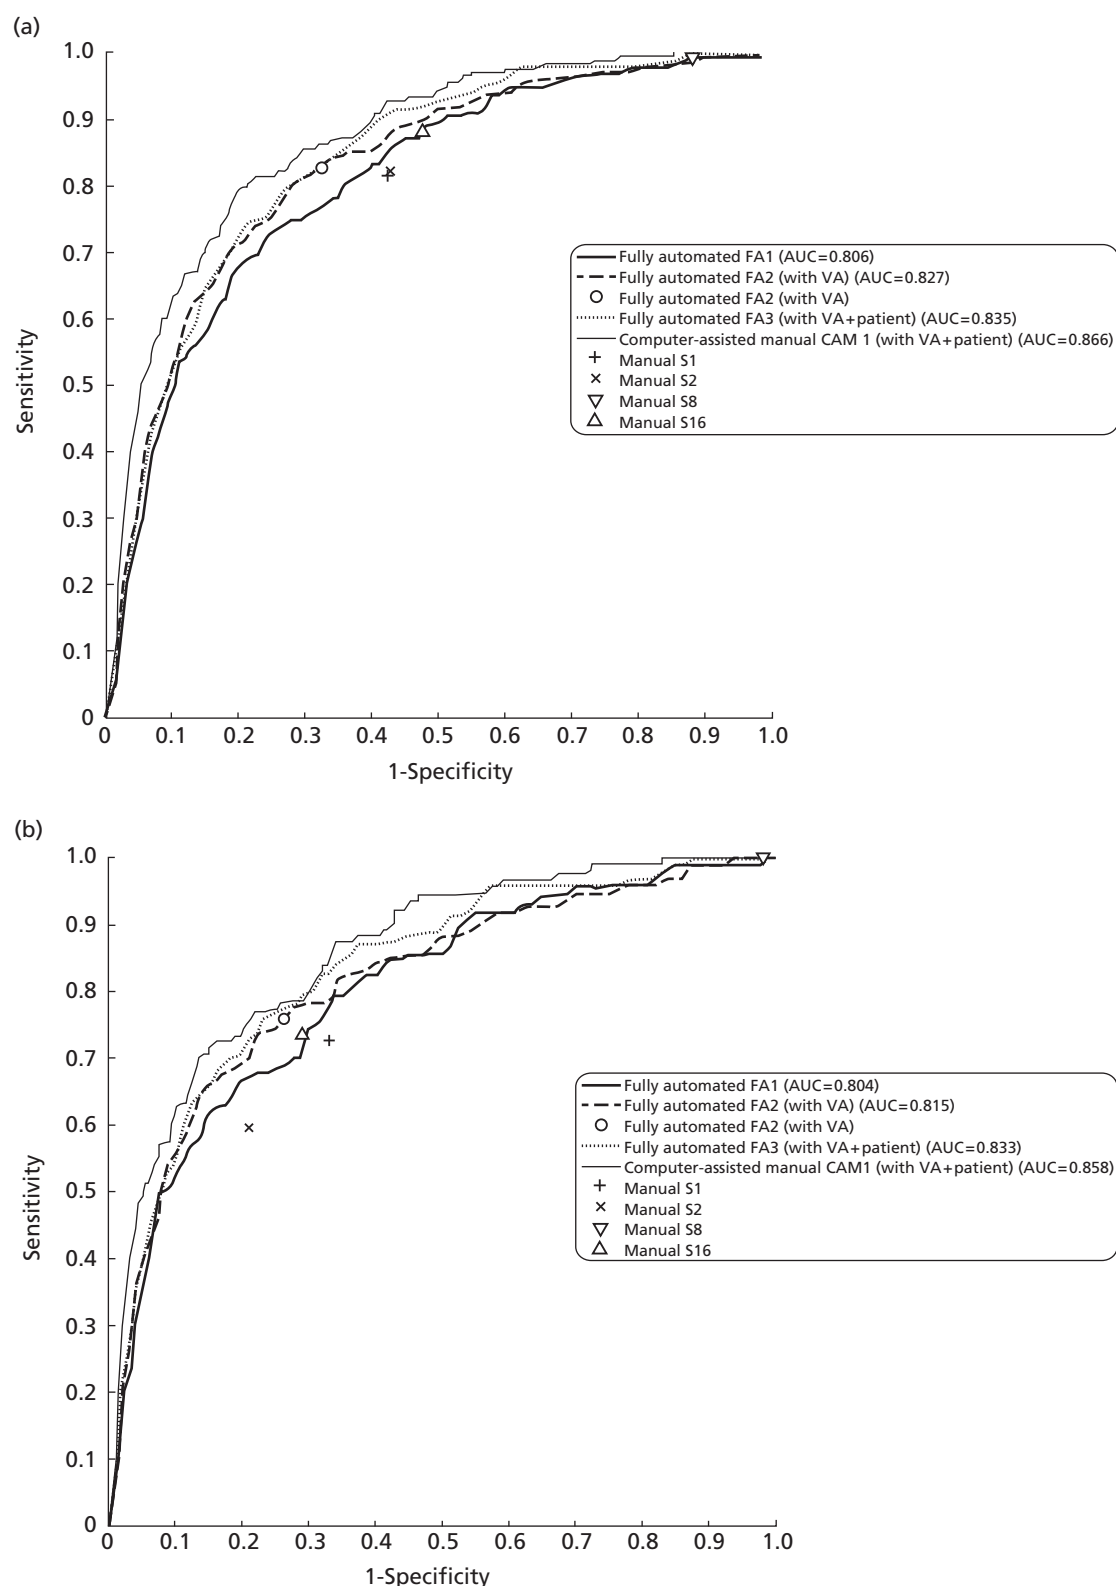 (a)
1.0
0.9
0.8
0.7
0.6
0.5
0.4
0.3
0.2
0.1
0
Sensitivity
0 0.1 0.2 0.3 0.4 0.5 0.6 0.7 0.8 0.9 1.0
1-Specificity
Fully automated FA1 (AUC=0.806)
Fully automated FA2 (with VA) (AUC=0.827)
Fully automated FA2 (with VA)
Fully automated FA3 (with VA+patient) (AUC=0.835)
Computer-assisted manual CAM 1 (with VA+patient) (AUC=0.866)
Manual S1
Manual S2
Manual S8
Manual S16
(b)
1.0
0.9
0.8
0.7
0.6
0.5
0.4
0.3
0.2
0.1
0
Sensitivity
0 0.1 0.2 0.3 0.4 0.5 0.6 0.7 0.8 0.9 1.0
1-Specificity
Fully automated FA1 (AUC=0.804)
Fully automated FA2 (with VA) (AUC=0.815)
Fully automated FA2 (with VA)
Fully automated FA3 (with VA+patient) (AUC=0.833)
Computer-assisted manual CAM1 (with VA+patient) (AUC=0.858)
Manual S1
Manual S2
Manual S8
Manual S16